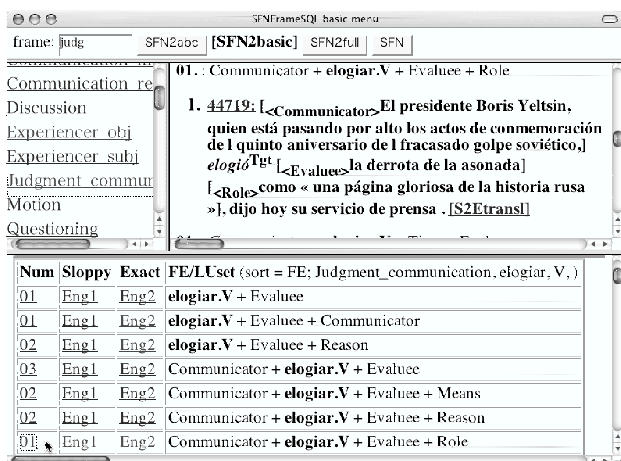 SFNFrameSQL basic menu
frame: judg SFN2abc [SFN2basic] SFN2full SFN
Communication re
Discussion
Experiencer obj
Experiencer subj
Judgment commun
Motion
Questioning
01. : Communicator + elogiar.V + Evaluee + Role
1. 44719: [<Communicator>El presidente Boris Yeltsin,
quien está pasando por alto los actos de conmemoración
de l quinto aniversario de l fracasado golpe soviético,]
elogióTgt [<Evaluee>la derrota de la asonada]
[<Role>como « una página gloriosa de la historia rusa
»], dijo hoy su servicio de prensa . [S2Etransl]
Num Sloppy Exact FE/LUset (sort = FE; Judgment_communication, elogiar, V, )
01 Eng1 Eng2 elogiar.V + Evaluee
01 Eng1 Eng2 elogiar.V + Evaluee + Communicator
02 Eng1 Eng2 elogiar.V + Evaluee + Reason
03 Eng1 Eng2 Communicator + elogiar.V + Evaluee
02 Eng1 Eng2 Communicator + elogiar.V + Evaluee + Means
02 Eng1 Eng2 Communicator + elogiar.V + Evaluee + Reason
01 Eng1 Eng2 Communicator + elogiar.V + Evaluee + Role